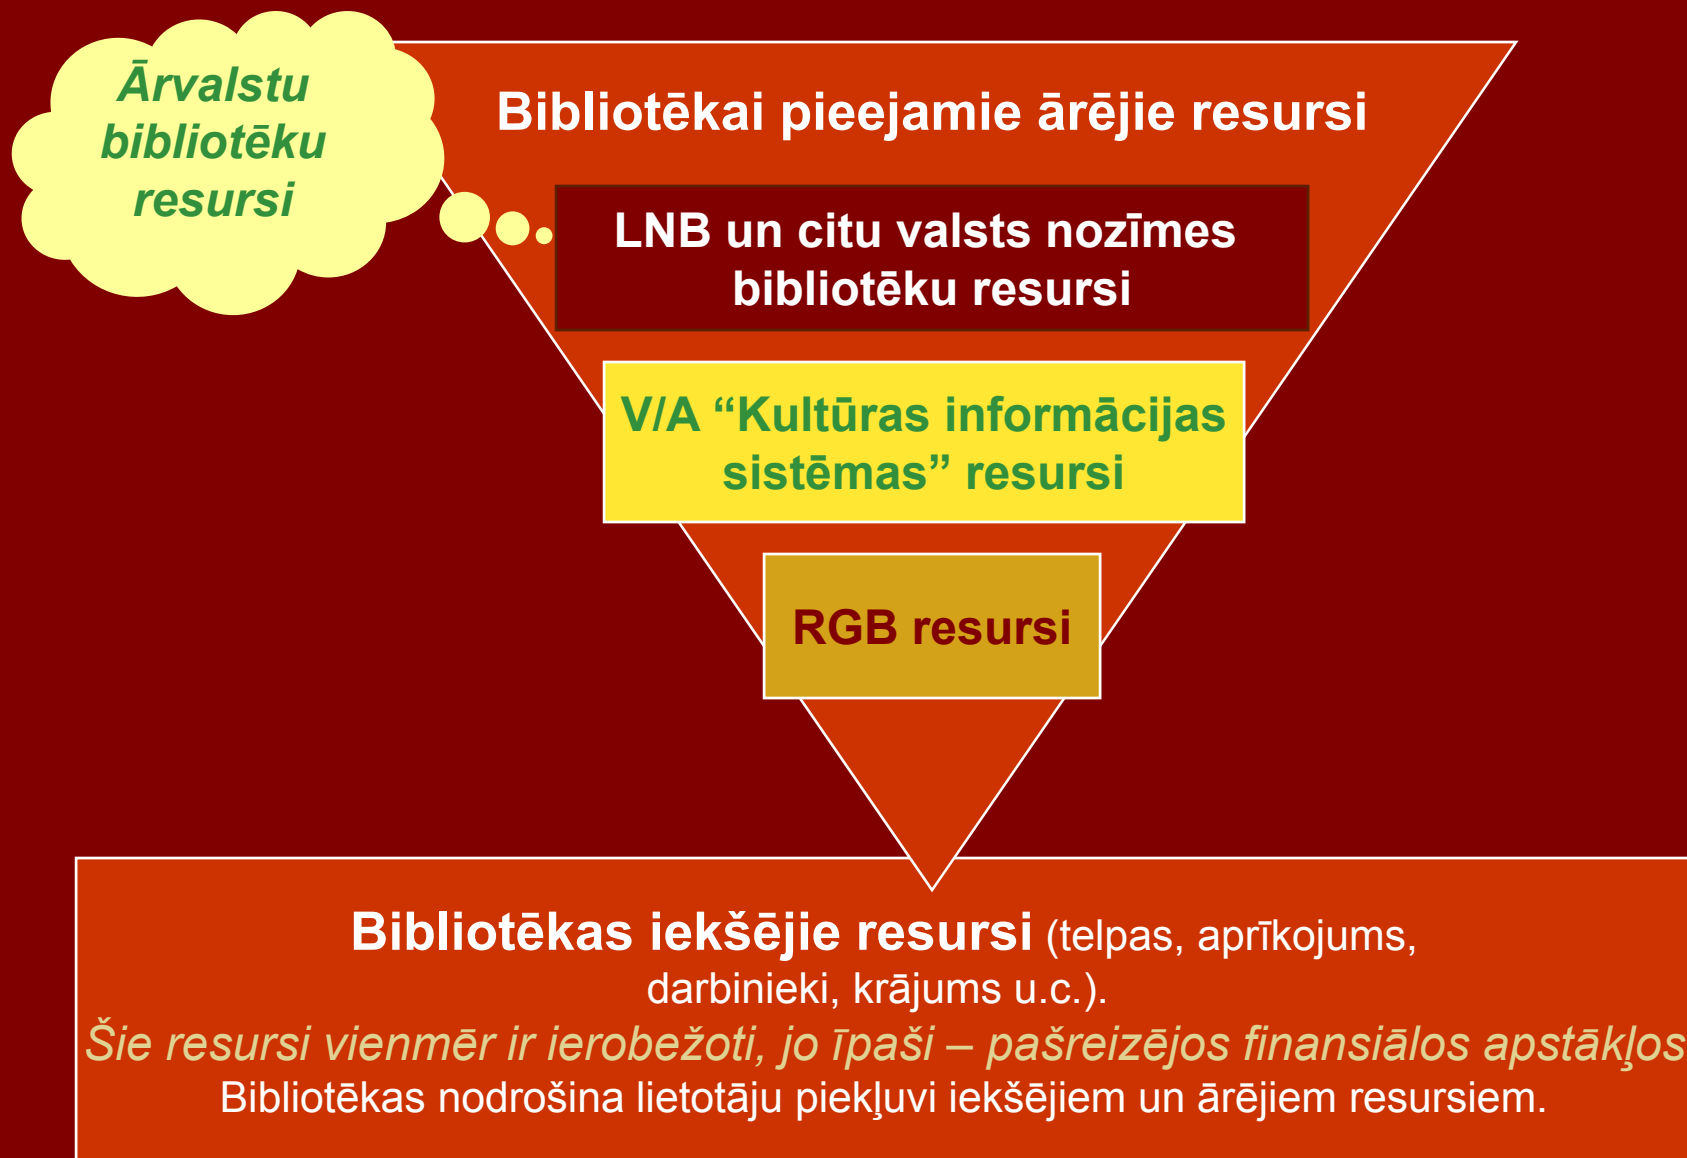 Ārvalstu
bibliotēku
resursi
Bibliotēkai pieejamie ārējie resursi
LNB un citu valsts nozīmes
bibliotēku resursi
V/A “Kultūras informācijas
sistēmas” resursi
RGB resursi
Bibliotēkas iekšējie resursi (telpas, aprīkojums,
darbinieki, krājums u.c.).
Šie resursi vienmēr ir ierobežoti, jo īpaši – pašreizējos finansiālos apstākļos
Bibliotēkas nodrošina lietotāju piekļuvi iekšējiem un ārējiem resursiem.